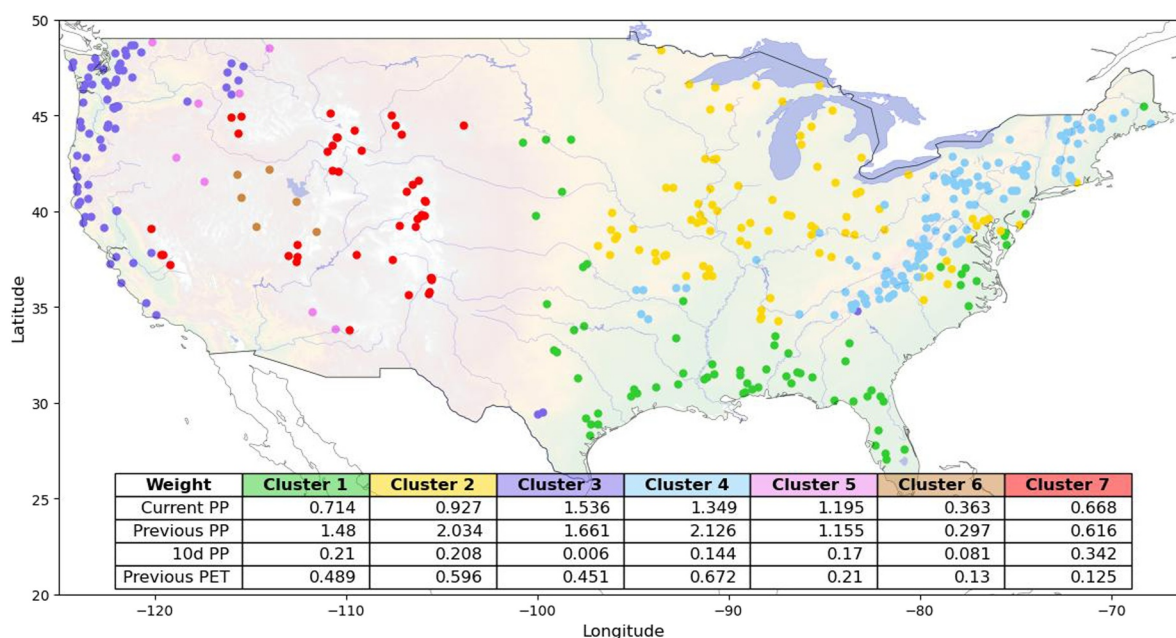 50
45
40
35
30
25
20
Latitude
Weight Cluster 1 Cluster 2 Cluster 3 Cluster 4 Cluster 5 Cluster 6 Cluster 7
Current PP 0.714 0.927 1.536 1.349 1.195 0.363 0.668
Previous PP 1.48 2.034 1.661 2.126 1.155 0.297 0.616
10d PP 0.21 0.208 0.006 0.144 0.17 0.081 0.342
Previous PET 0.489 0.596 0.451 0.672 0.21 0.13 0.125
−120 −110 −100 −90 −80 −70
Longitude